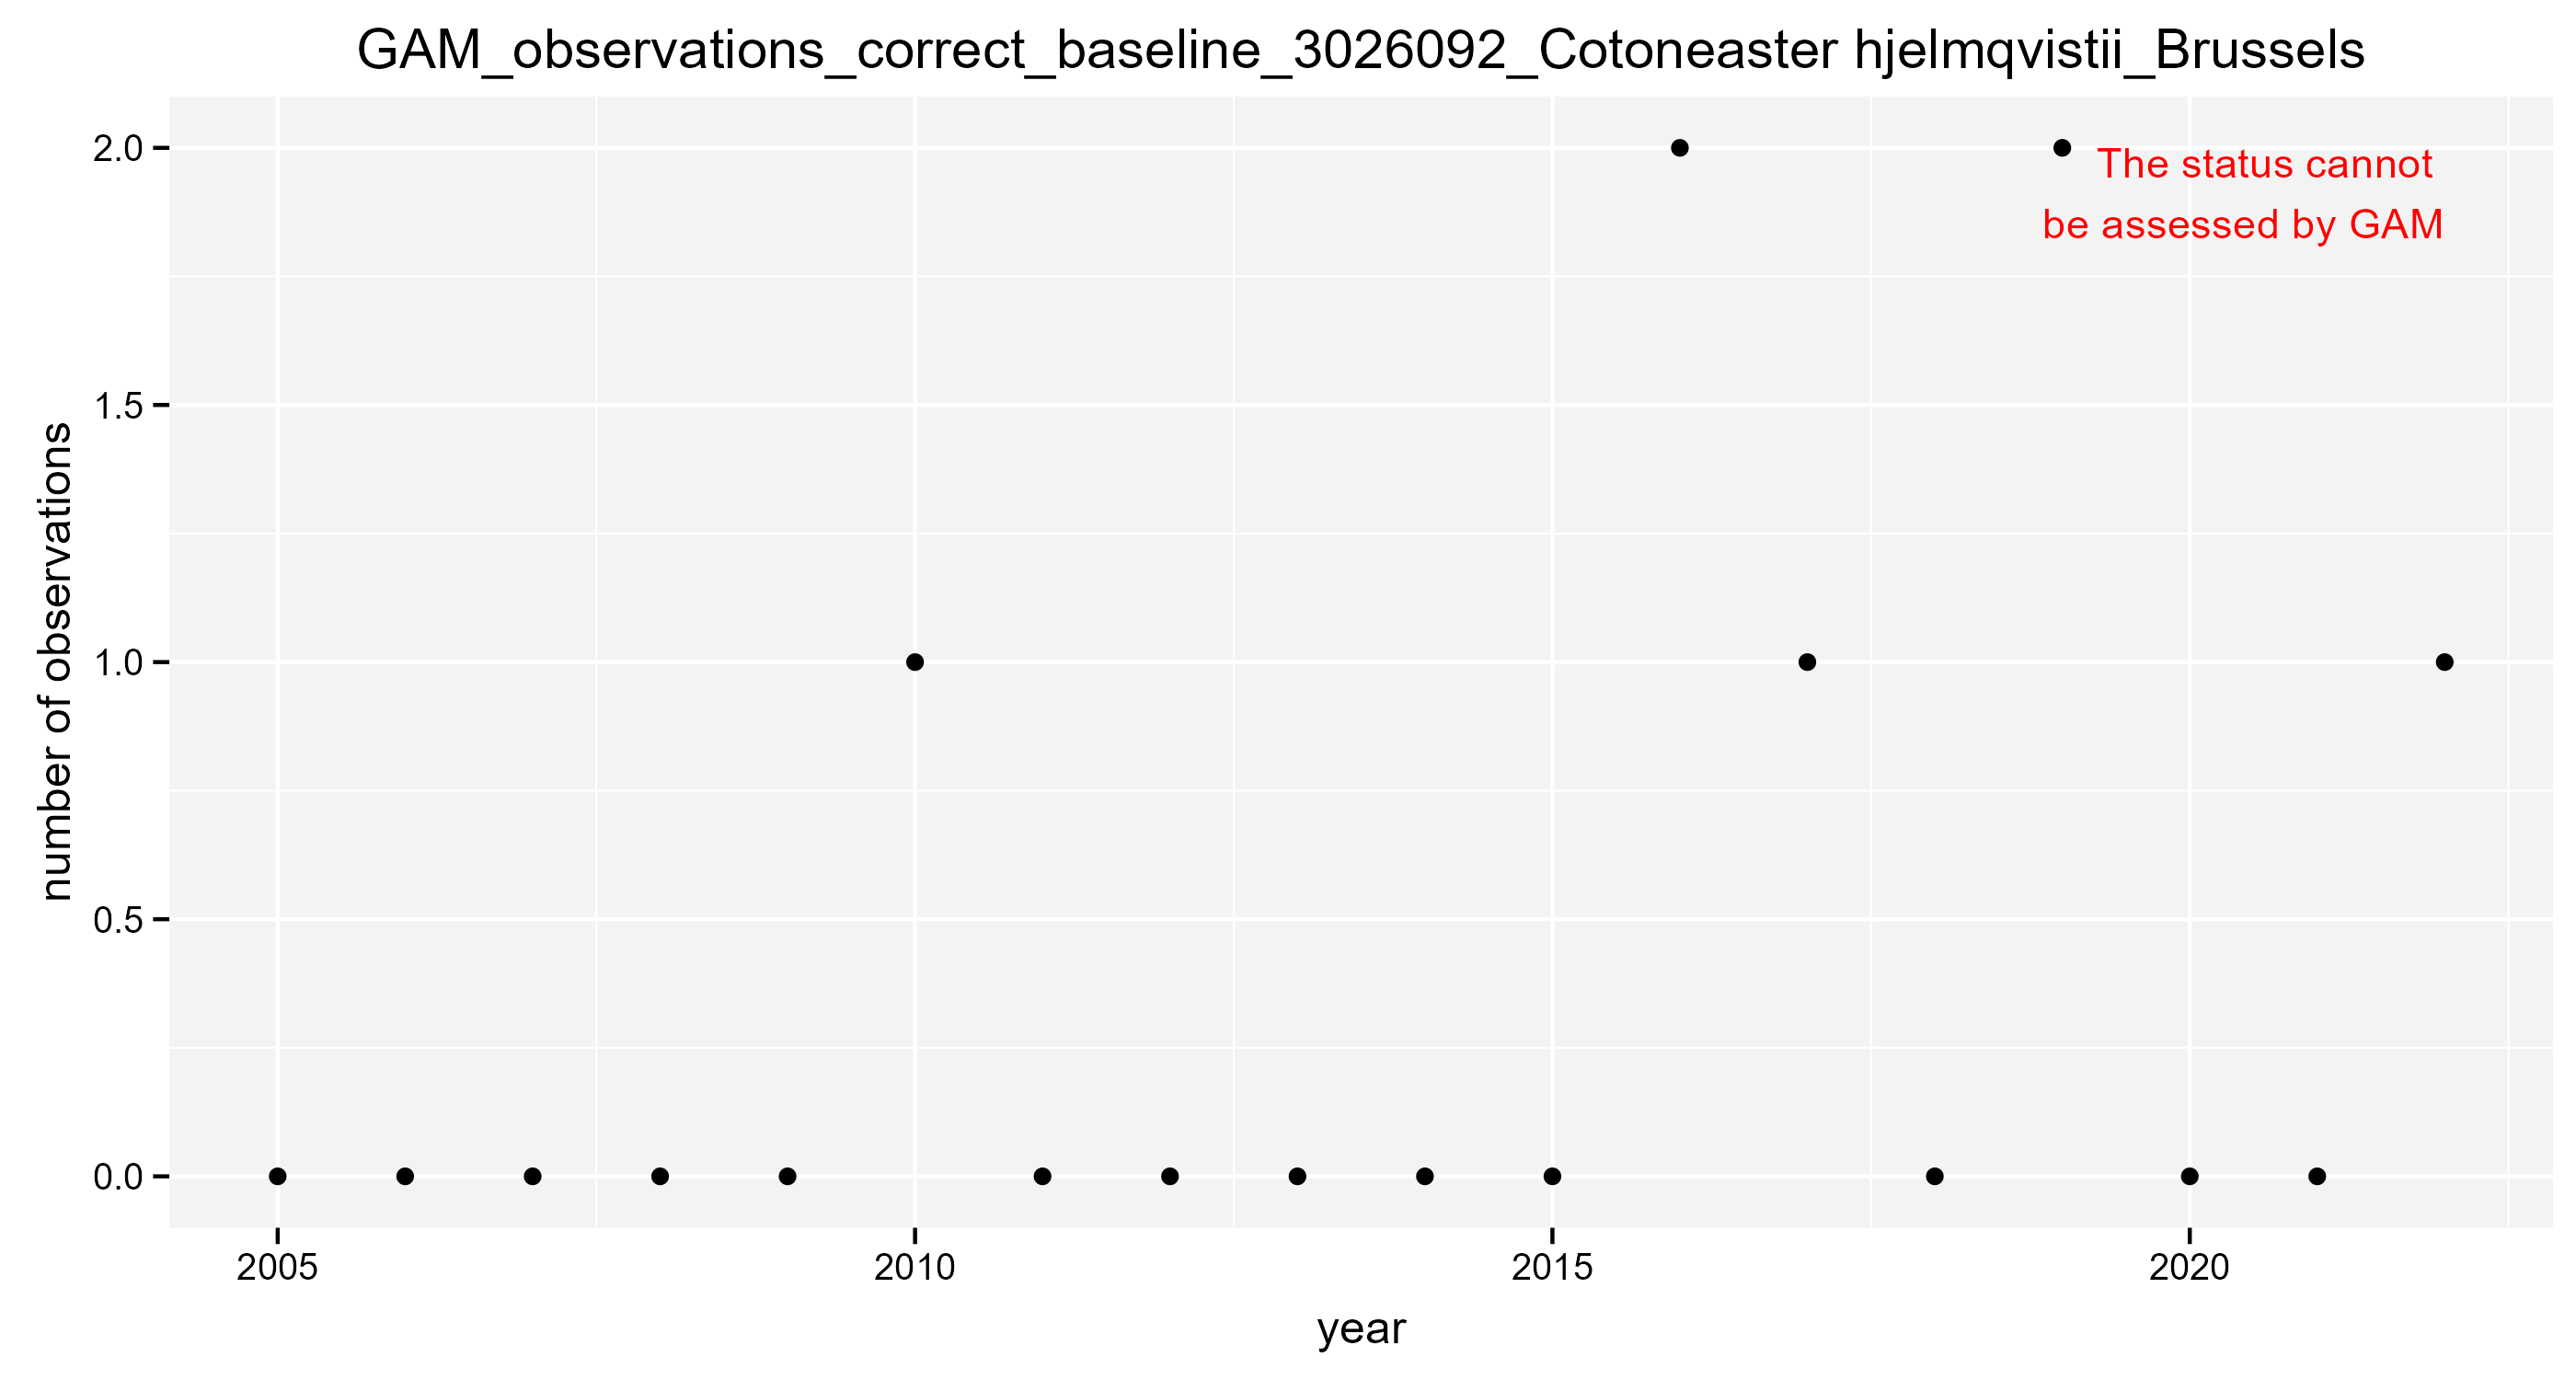 GAM_observations_correct_baseline_3026092_Cotoneaster hjelmqvistii_Brussels
2.0
The status cannot
be assessed by GAM
1.5
number of observations
1.0
0.5
0.0
2005 2010 2015 2020
year